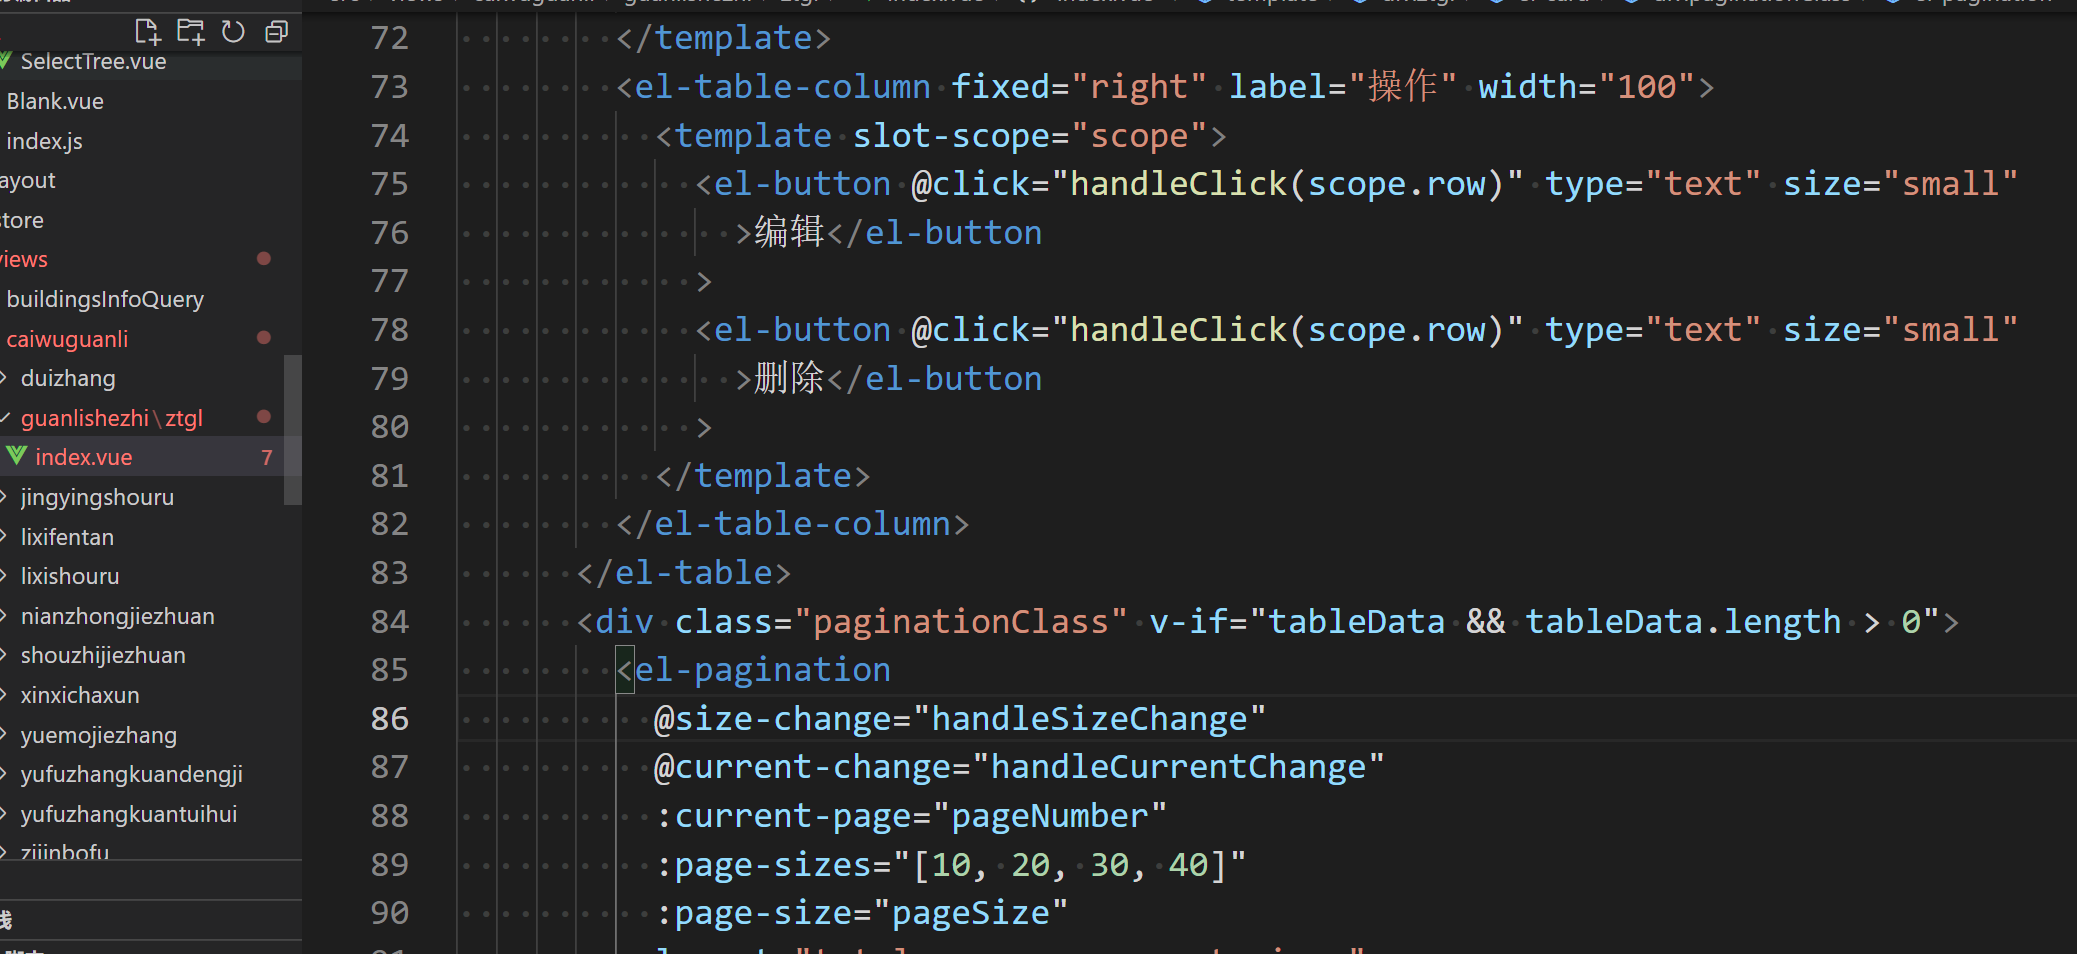 SelectTree.vue
Blank.vue
index.js
ayout
store
views
buildingsInfoQuery
caiwuguanli
duizhang
guanlishezhi\ztgl
index.vue 7
jingyingshouru
lixifentan
lixishouru
nianzhongjiezhuan
shouzhijiezhuan
xinxichaxun
yuemojiezhang
yufuzhangkuandengji
yufuzhangkuantuihui
zijinbofu
72 </template>
73 <el-table-column fixed="right" label="操作" width="100">
74 <template slot-scope="scope">
75 <el-button @click="handleClick(scope.row)" type="text" size="small"
76 >编辑</el-button
77 >
78 <el-button @click="handleClick(scope.row)" type="text" size="small"
79 >删除</el-button
80 >
81 </template>
82 </el-table-column>
83 </el-table>
84 <div class="paginationClass" v-if="tableData && tableData.length > 0">
85 <el-pagination
86 @size-change="handleSizeChange"
87 @current-change="handleCurrentChange"
88 :current-page="pageNumber"
89 :page-sizes="[10, 20, 30, 40]"
90 :page-size="pageSize"